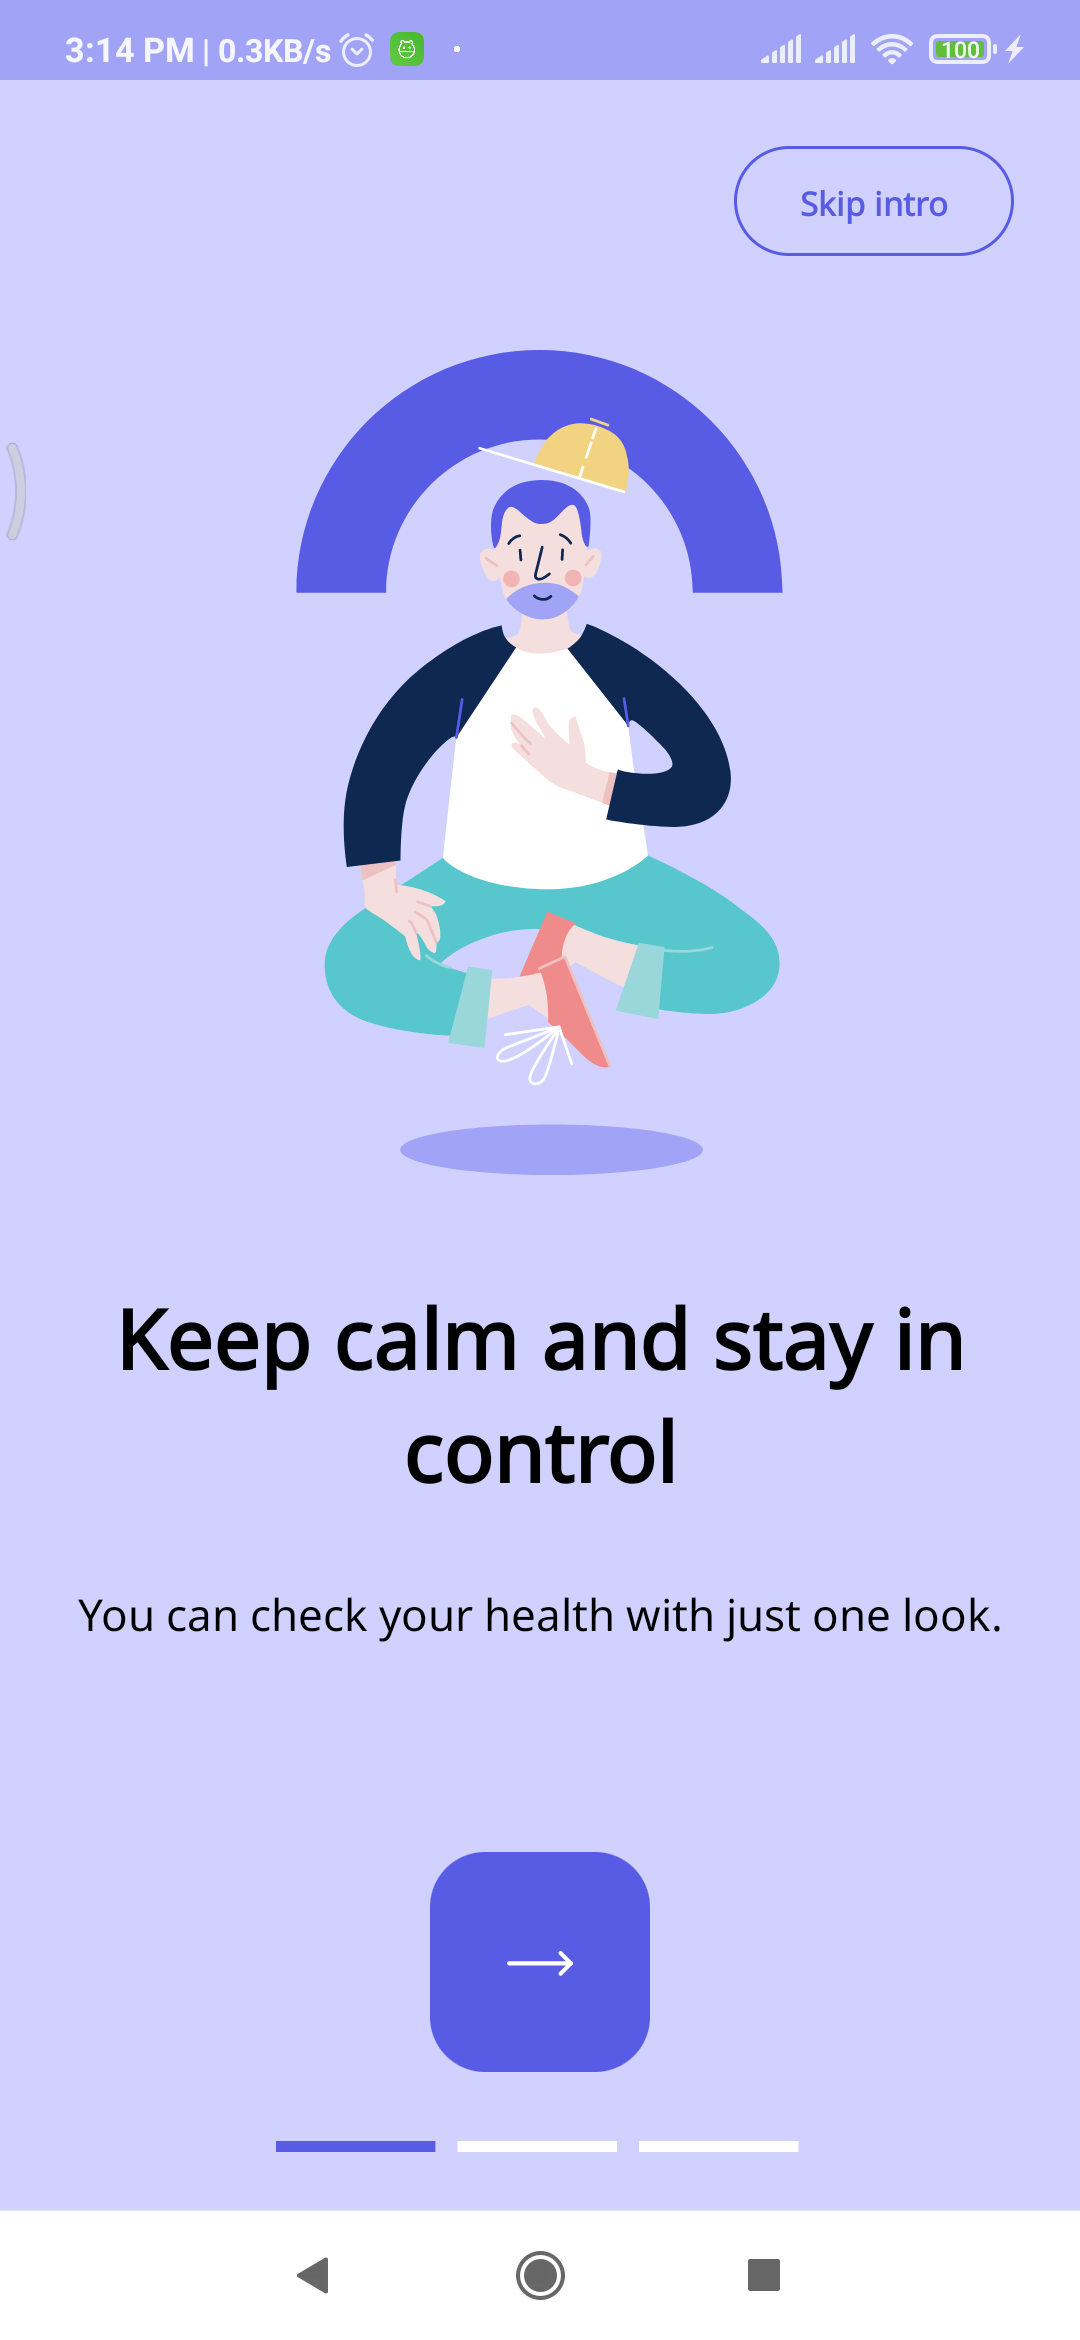 3:14 PM | 0.3KB/s
100
Skip intro
Keep calm and stay in
control
You can check your health with just one look.